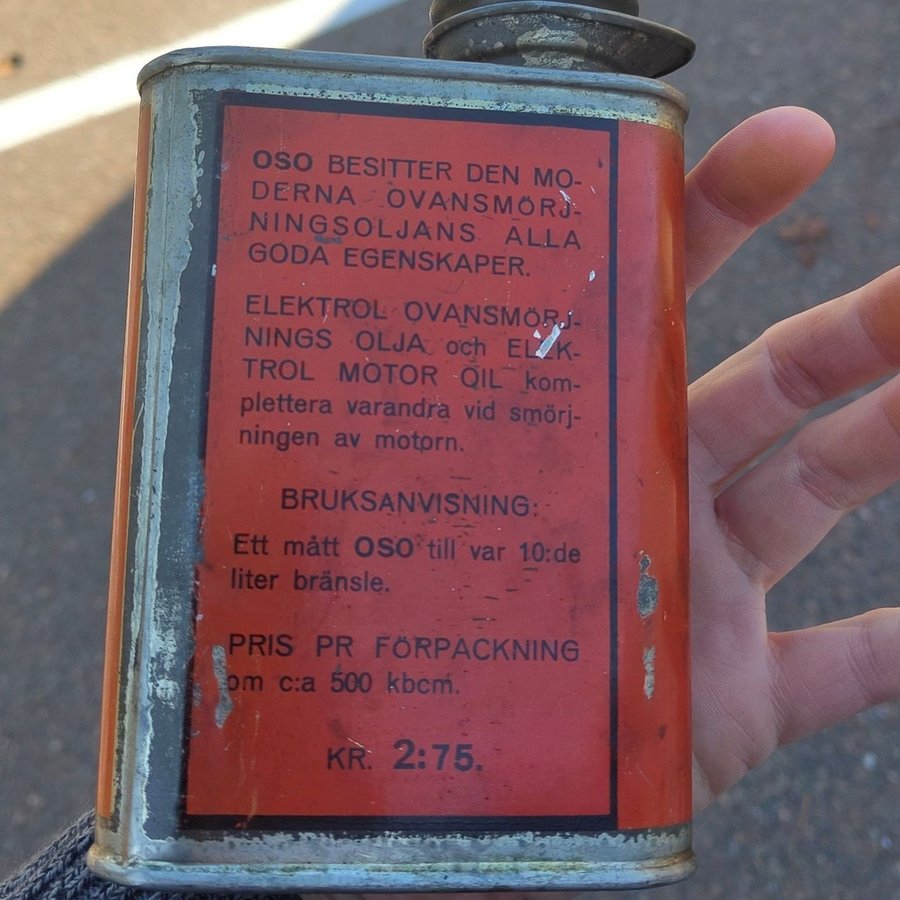 OSO BESITTER DEN MO-
DERNA OVANSMÖRJ-
NINGSOLJANS ALLA
GODA EGENSKAPER.
ELEKTROL OVANSMÖRJ-
NINGS OLJA och ELEK-
TROL MOTOR OIL kom-
plettera varandra vid smörj-
ningen av motorn.
BRUKSANVISNING:
Ett mått OSO till var 10:de
liter bränsle.
PRIS PR FÖRPACKNING
om c:a 500 kbcm.
KR. 2:75.